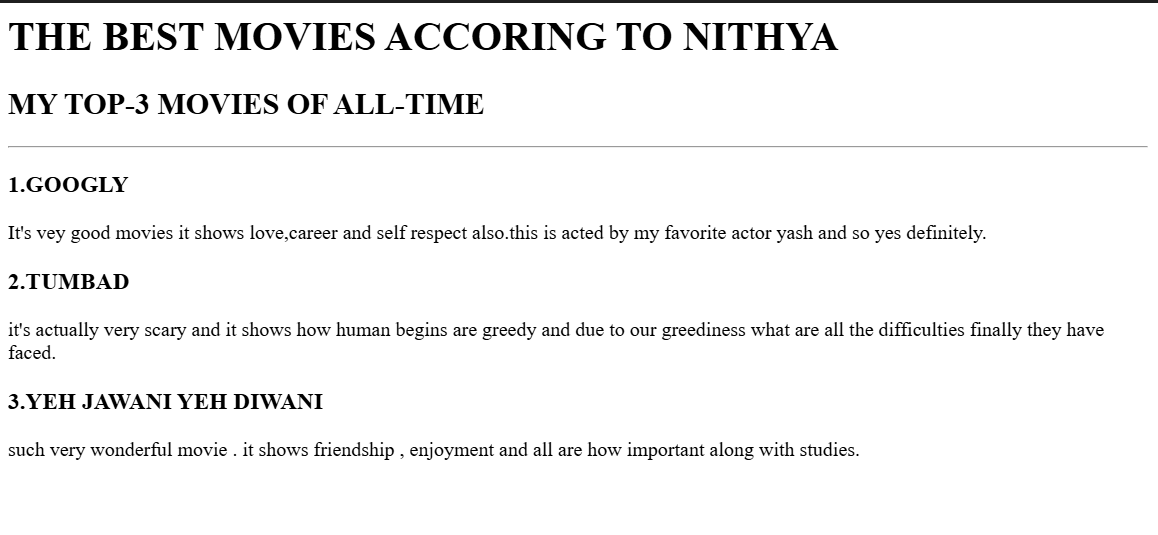 THE BEST MOVIES ACCORING TO NITHYA
MY TOP-3 MOVIES OF ALL-TIME
1.GOOGLY
It's vey good movies it shows love,career and self respect also.this is acted by my favorite actor yash and so yes definitely.
2.TUMBAD
it's actually very scary and it shows how human begins are greedy and due to our greediness what are all the difficulties finally they have
faced.
3.YEH JAWANI YEH DIWANI
such very wonderful movie . it shows friendship , enjoyment and all are how important along with studies.